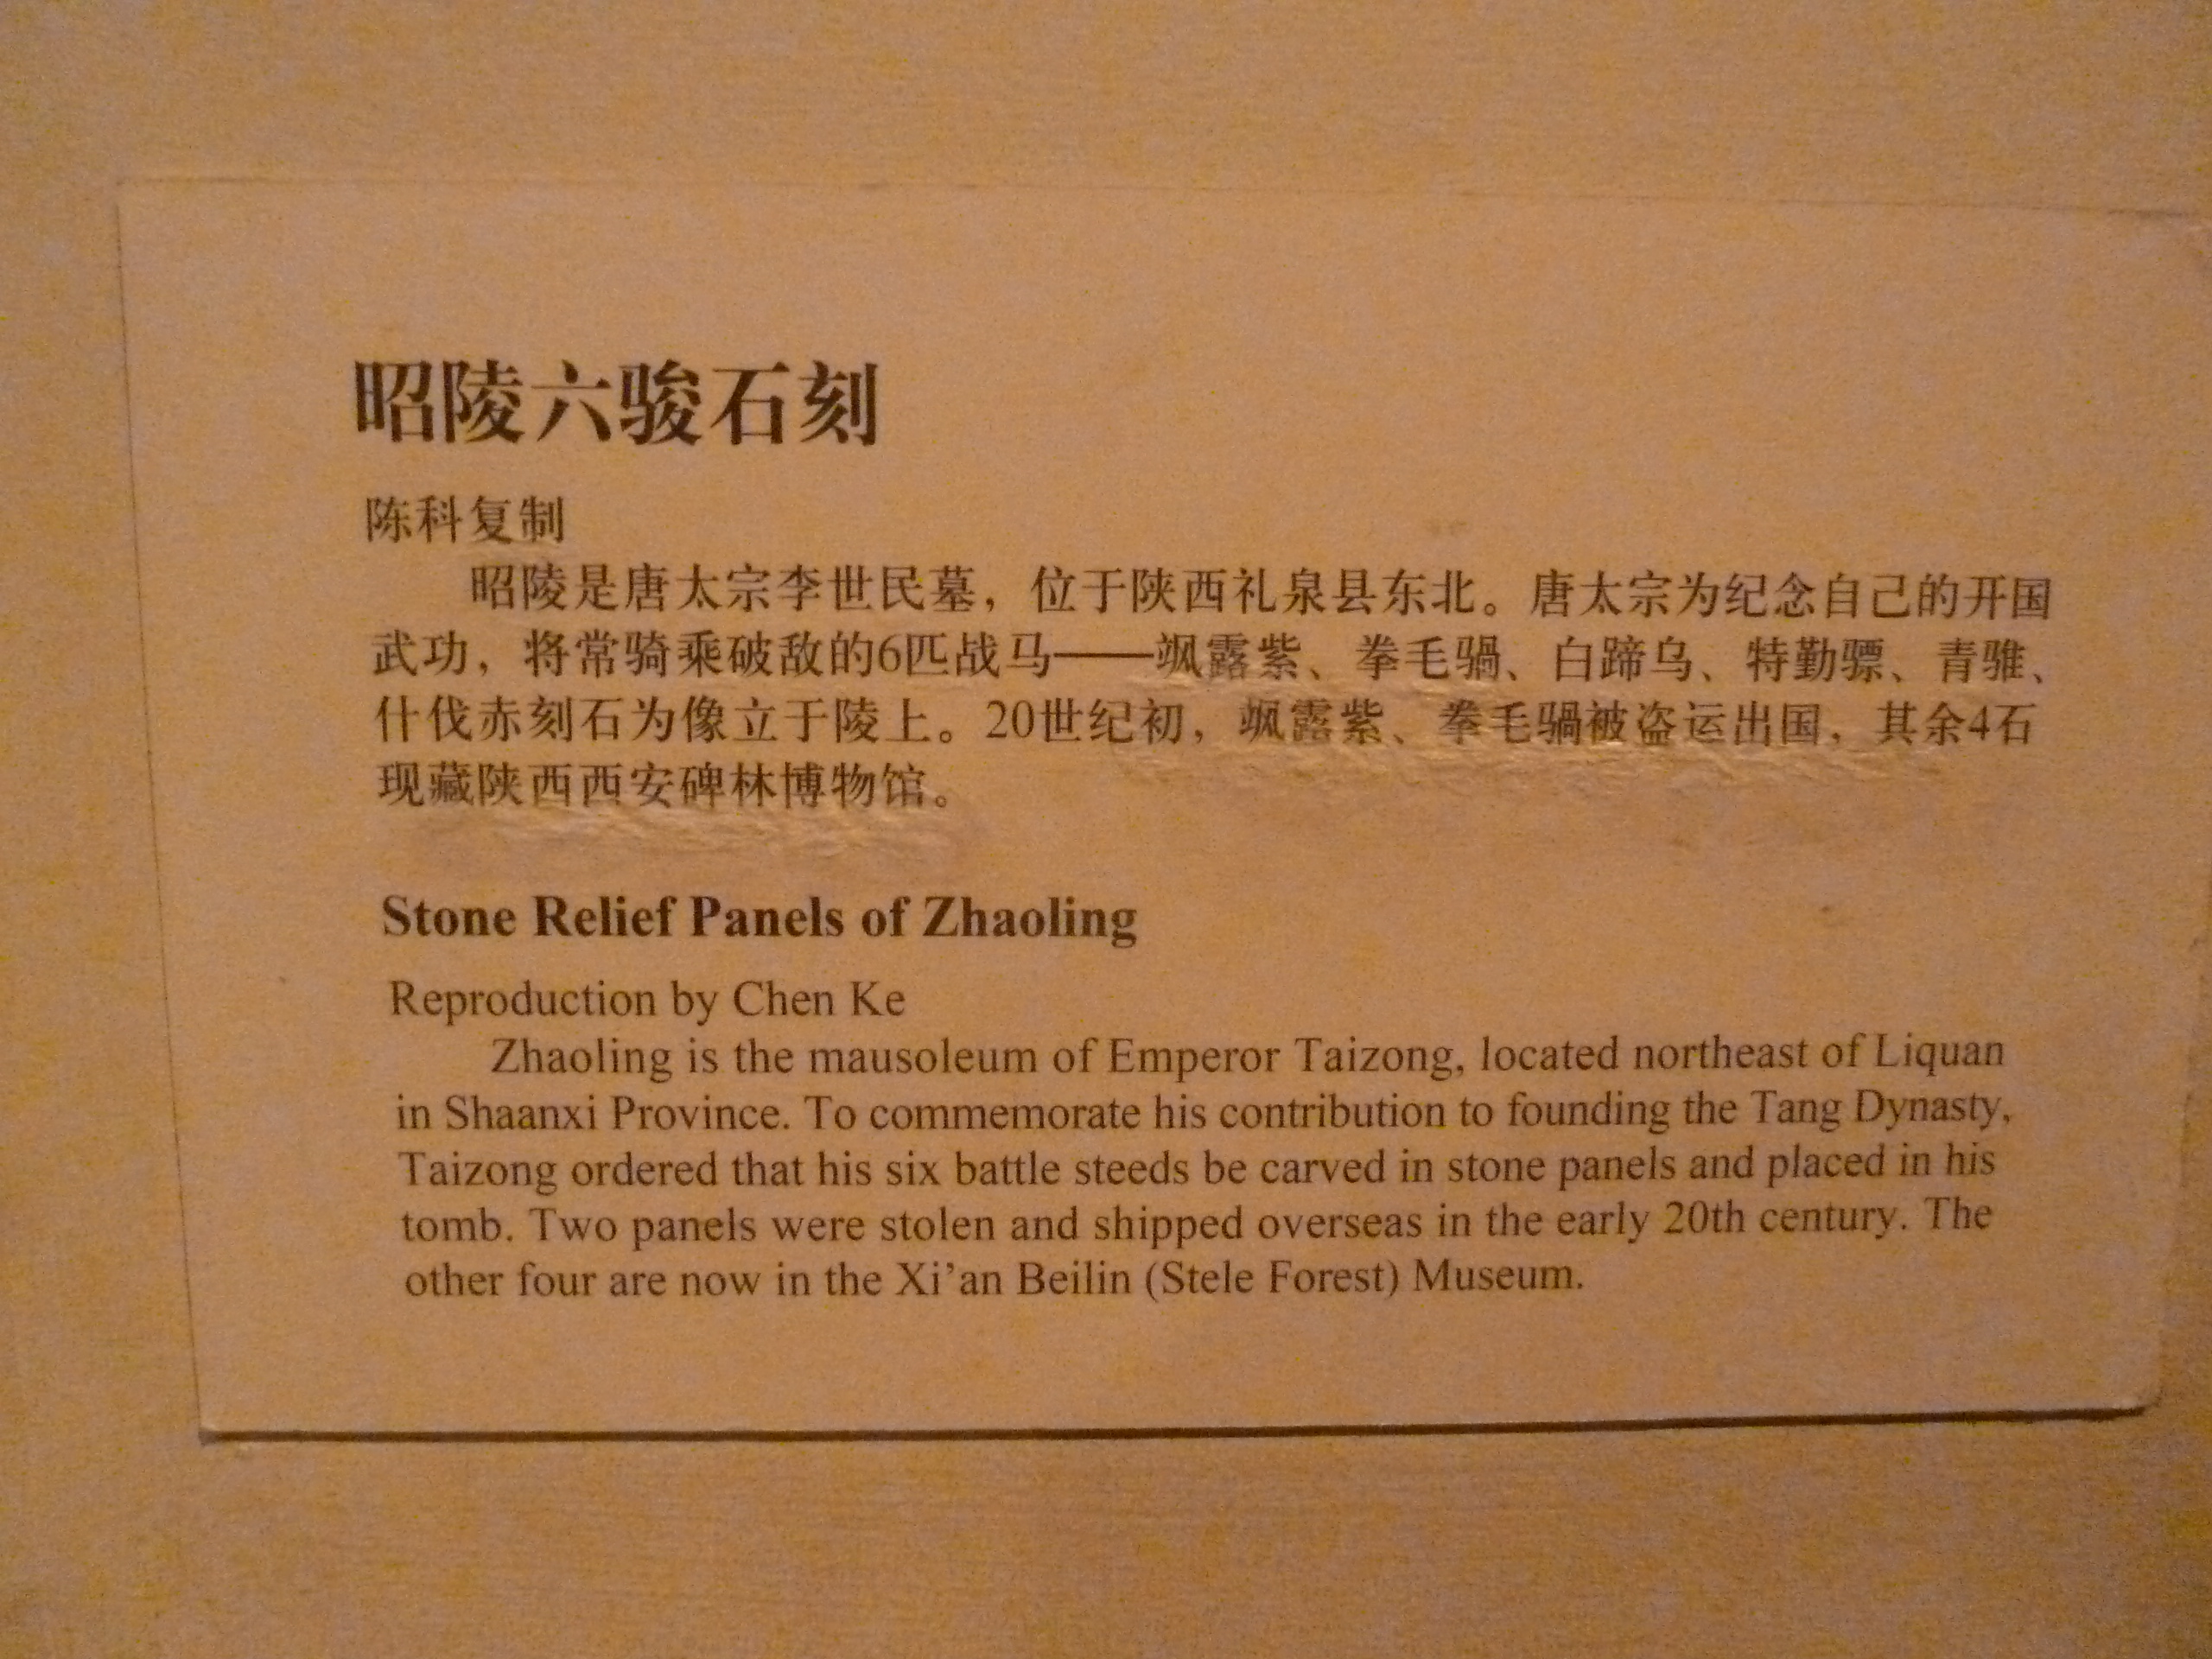 昭陵六骏石刻
陈科复制
昭陵是唐太宗李世民墓，位于陕西礼泉县东北。唐太宗为纪念自己的开国
武功，将常骑乘破敌的6匹战马——飒露紫、拳毛䯄、白蹄乌、特勤骠、青骓、
什伐赤刻石为像立于陵上。20世纪初，飒露紫、拳毛䯄被盗运出国，其余4石
现藏陕西西安碑林博物馆。
Stone Relief Panels of Zhaoling
Reproduction by Chen Ke
Zhaoling is the mausoleum of Emperor Taizong, located northeast of Liquan
in Shaanxi Province. To commemorate his contribution to founding the Tang Dynasty,
Taizong ordered that his six battle steeds be carved in stone panels and placed in his
tomb. Two panels were stolen and shipped overseas in the early 20th century. The
other four are now in the Xi’an Beilin (Stele Forest) Museum.